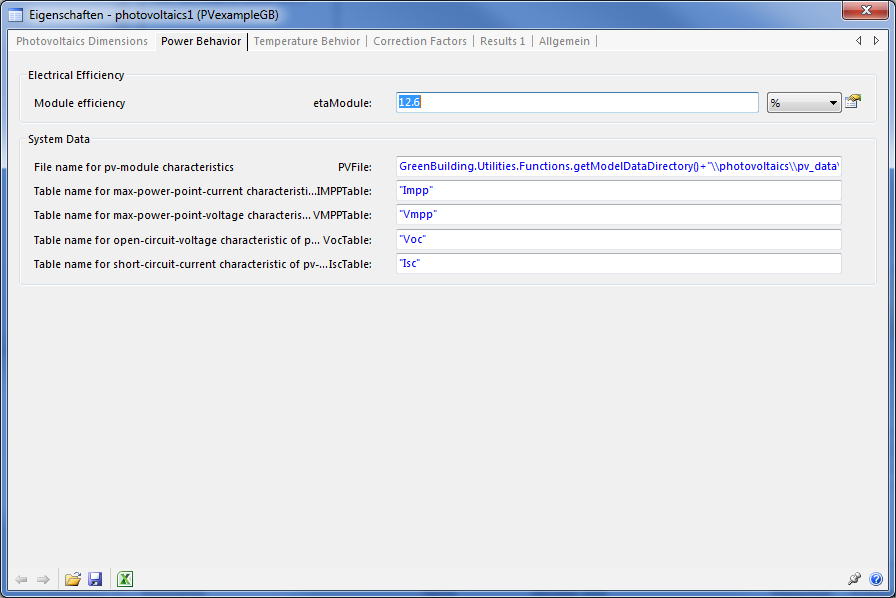 Eigenschaften - photovoltaics1 (PVexampleGB)
Photovoltaics Dimensions Power Behavior Temperature Behvior Correction Factors Results 1 Allgemein
Electrical Efficiency
Module efficiency etaModule: 12.6 %
System Data
File name for pv-module characteristics PVFile: GreenBuilding.Utilities.Functions.getModelDataDirectory()+"\\photovoltaics\\pv_data\
Table name for max-power-point-current characteristi...IMPPTable: "Impp"
Table name for max-power-point-voltage characteris... VMPPTable: "Vmpp"
Table name for open-circuit-voltage characteristic of p... VocTable: "Voc"
Table name for short-circuit-current characteristic of pv-...IscTable: "Isc"